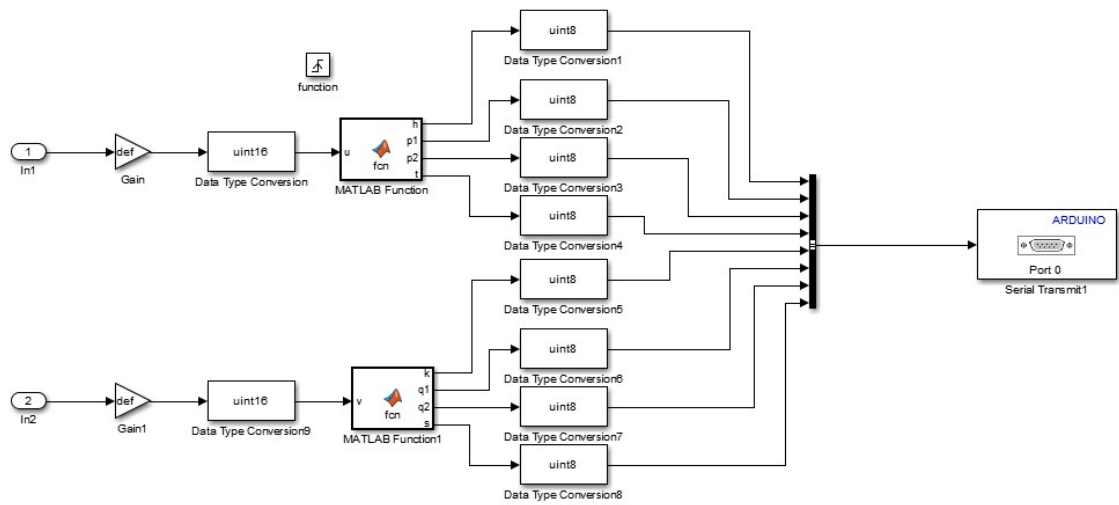 uint8
Data Type Conversion1
function
uint8
Data Type Conversion2
1
In1
def
Gain
uint16
Data Type Conversion
u
fcn
h
p1
p2
t
MATLAB Function
uint8
Data Type Conversion3
uint8
Data Type Conversion4
ARDUINO
Port 0
Serial Transmit1
uint8
Data Type Conversion5
uint8
Data Type Conversion6
2
In2
def
Gain1
uint16
Data Type Conversion9
v
fcn
k
q1
q2
s
MATLAB Function1
uint8
Data Type Conversion7
uint8
Data Type Conversion8